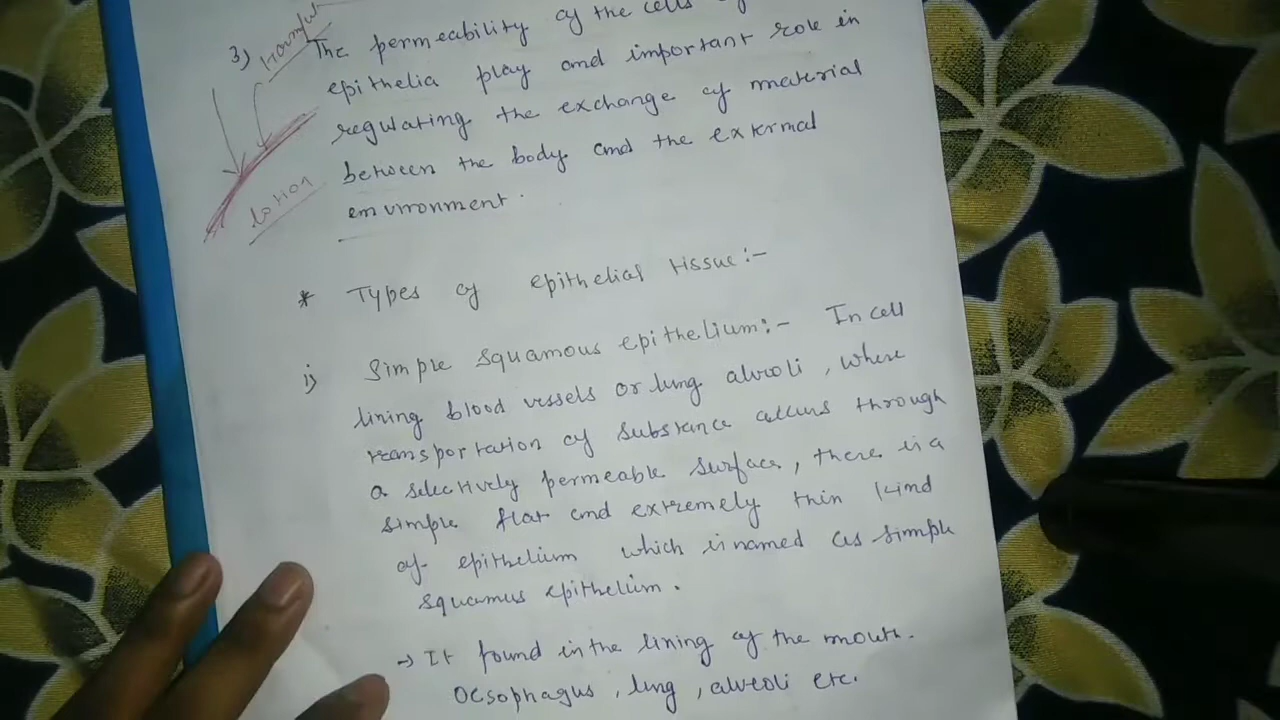 The permeability of the cells
3) Harmful
epithelia play and important role in
regulating the exchange of material
between the body and the external
lotion
environment.
* Types of epithelial tissue:-
i) Simple squamous epithelium:- In cell
lining blood vessels or lung alveoli, where
transportation of substance occurs through
a selectively permeable surface, there is a
simple flat and extremely thin kind
of epithelium which is named as simple
squamus epithelium.
→ It found in the lining of the mouth.
Oesophagus, lung, alveoli etc.